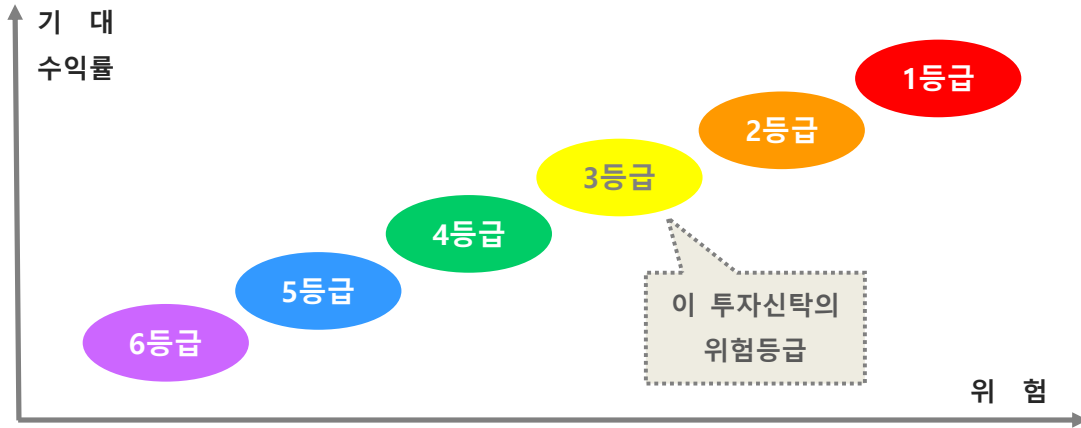 기 대
수익률
1등급
2등급
3등급
4등급
5등급
6등급
이 투자신탁의
위험등급
위 험